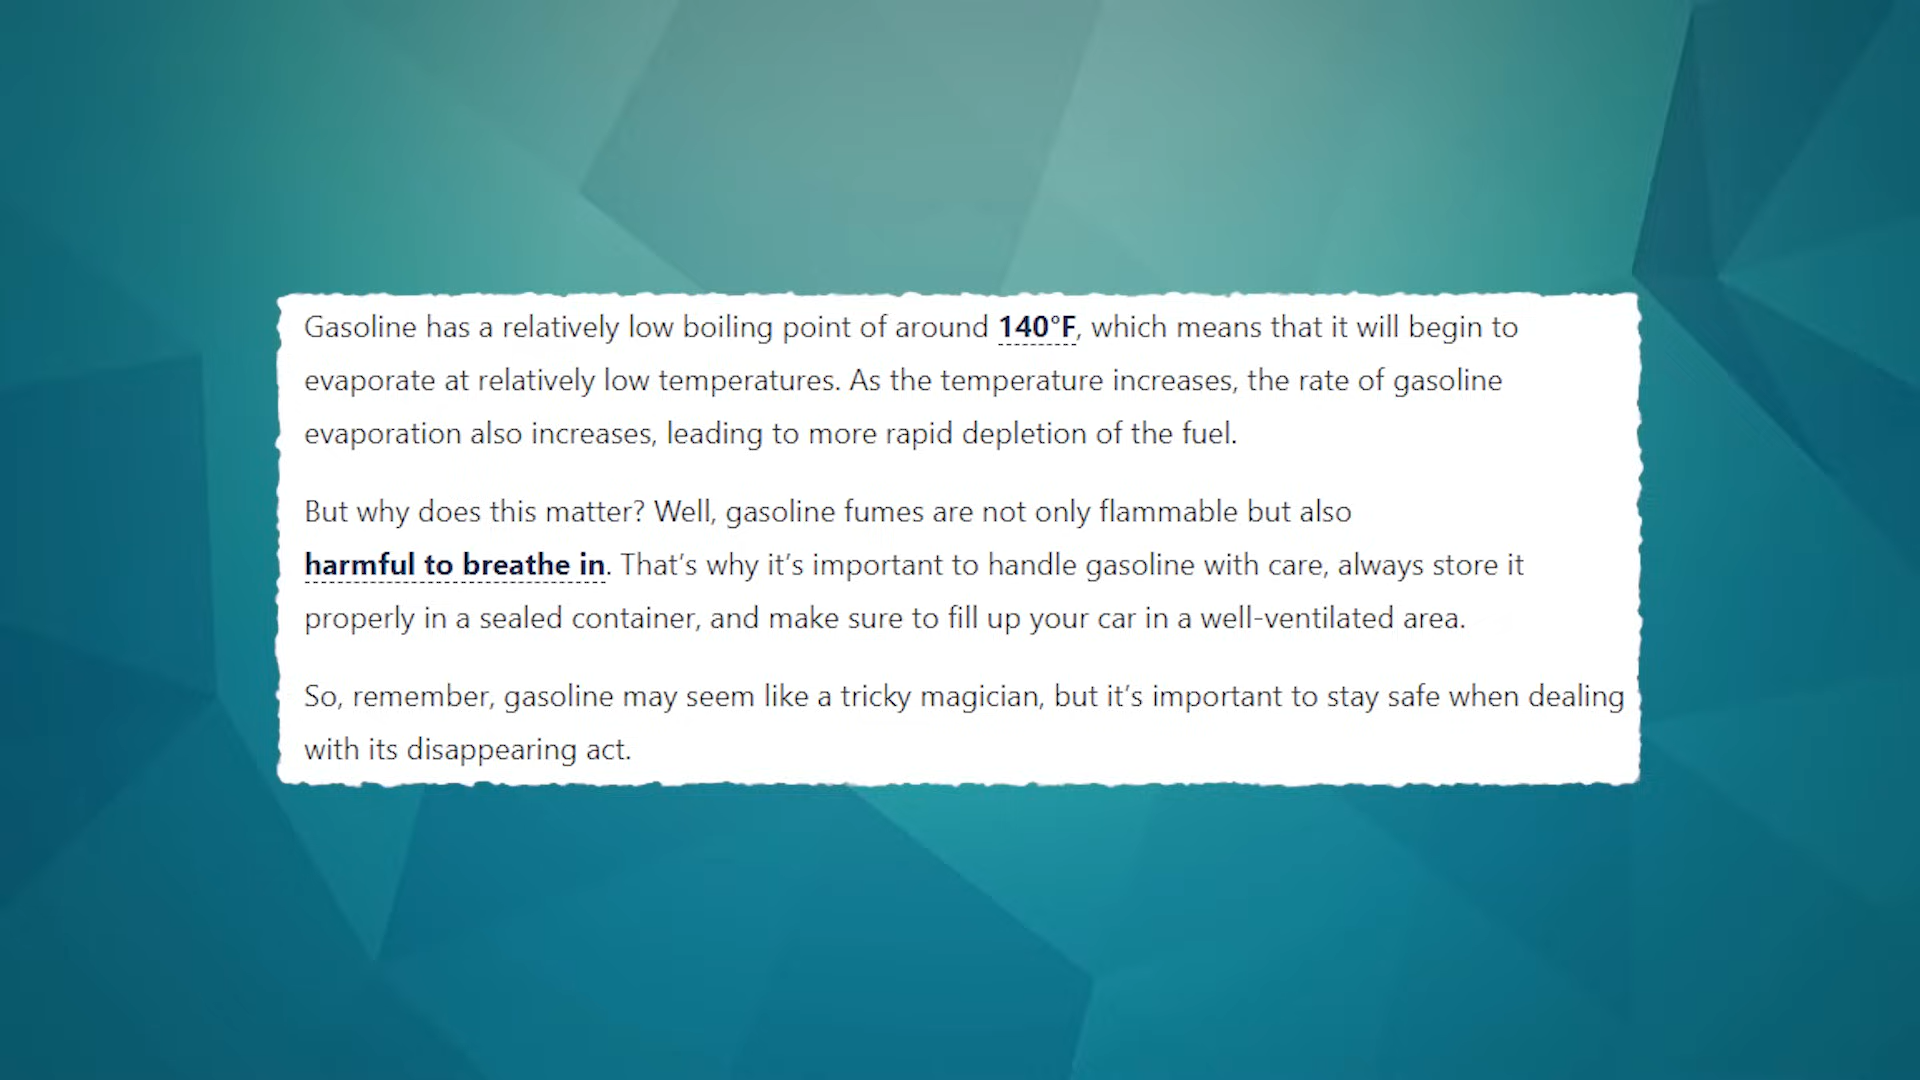 Gasoline has a relatively low boiling point of around 140°F, which means that it will begin to
evaporate at relatively low temperatures. As the temperature increases, the rate of gasoline
evaporation also increases, leading to more rapid depletion of the fuel.
But why does this matter? Well, gasoline fumes are not only flammable but also
harmful to breathe in. That’s why it’s important to handle gasoline with care, always store it
properly in a sealed container, and make sure to fill up your car in a well-ventilated area.
So, remember, gasoline may seem like a tricky magician, but it’s important to stay safe when dealing
with its disappearing act.